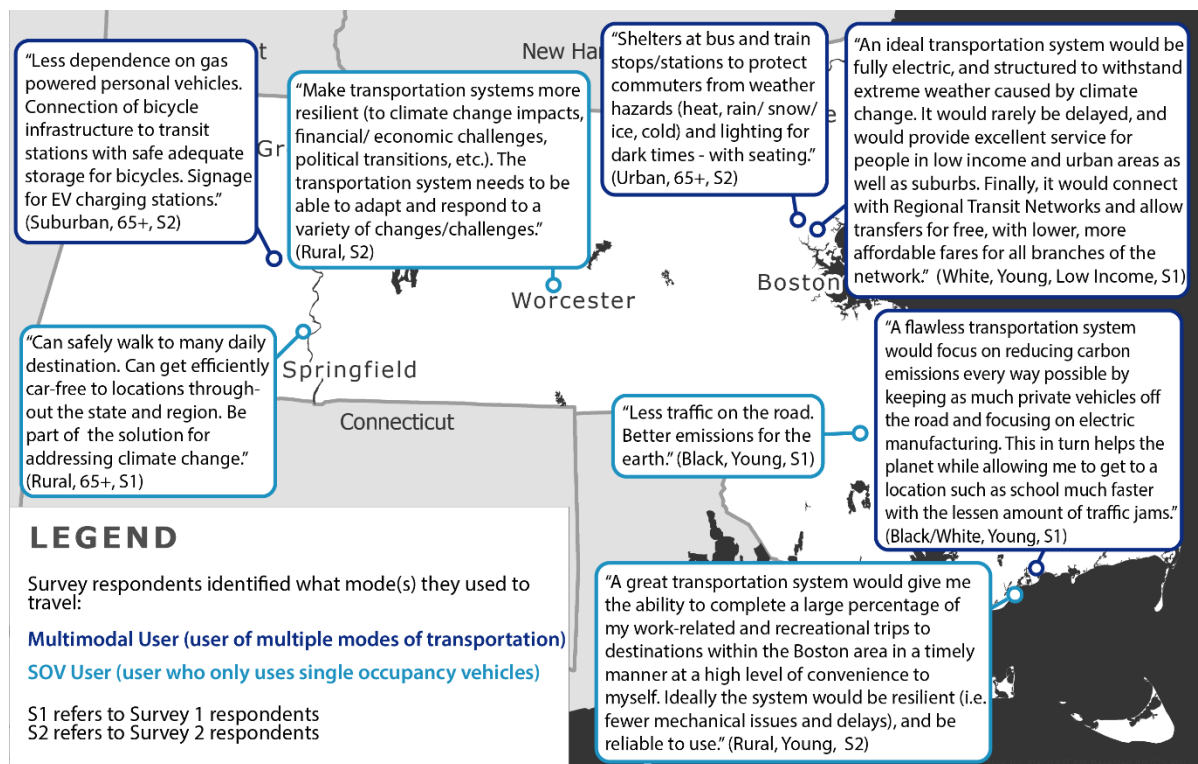 “Less dependence on gas
powered personal vehicles.
Connection of bicycle
infrastructure to transit
stations with safe adequate
storage for bicycles. Signage
for EV charging stations.”
(Suburban, 65+, S2)
New Ha
“Make transportation systems more
resilient (to climate change impacts,
financial/ economic challenges,
political transitions, etc.). The
transportation system needs to be
able to adapt and respond to a
variety of changes/challenges.”
(Rural, S2)
“Shelters at bus and train
stops/stations to protect
commuters from weather
hazards (heat, rain/ snow/
ice, cold) and lighting for
dark times - with seating.”
(Urban, 65+, S2)
“An ideal transportation system would be
fully electric, and structured to withstand
extreme weather caused by climate
change. It would rarely be delayed, and
would provide excellent service for
people in low income and urban areas as
well as suburbs. Finally, it would connect
with Regional Transit Networks and allow
transfers for free, with lower, more
affordable fares for all branches of the
network.” (White, Young, Low Income, S1)
Gr
Worcester
Boston
“Can safely walk to many daily
destination. Can get efficiently
car-free to locations through-
out the state and region. Be
part of the solution for
addressing climate change.”
(Rural, 65+, S1)
Springfield
Connecticut
“Less traffic on the road.
Better emissions for the
earth.” (Black, Young, S1)
“A flawless transportation system
would focus on reducing carbon
emissions every way possible by
keeping as much private vehicles off
the road and focusing on electric
manufacturing. This in turn helps the
planet while allowing me to get to a
location such as school much faster
with the lessen amount of traffic jams.”
(Black/White, Young, S1)
“A great transportation system would give me
the ability to complete a large percentage of
my work-related and recreational trips to
destinations within the Boston area in a timely
manner at a high level of convenience to
myself. Ideally the system would be resilient (i.e.
fewer mechanical issues and delays), and be
reliable to use.” (Rural, Young, S2)
LEGEND
Survey respondents identified what mode(s) they used to
travel:
Multimodal User (user of multiple modes of transportation)
SOV User (user who only uses single occupancy vehicles)
S1 refers to Survey 1 respondents
S2 refers to Survey 2 respondents